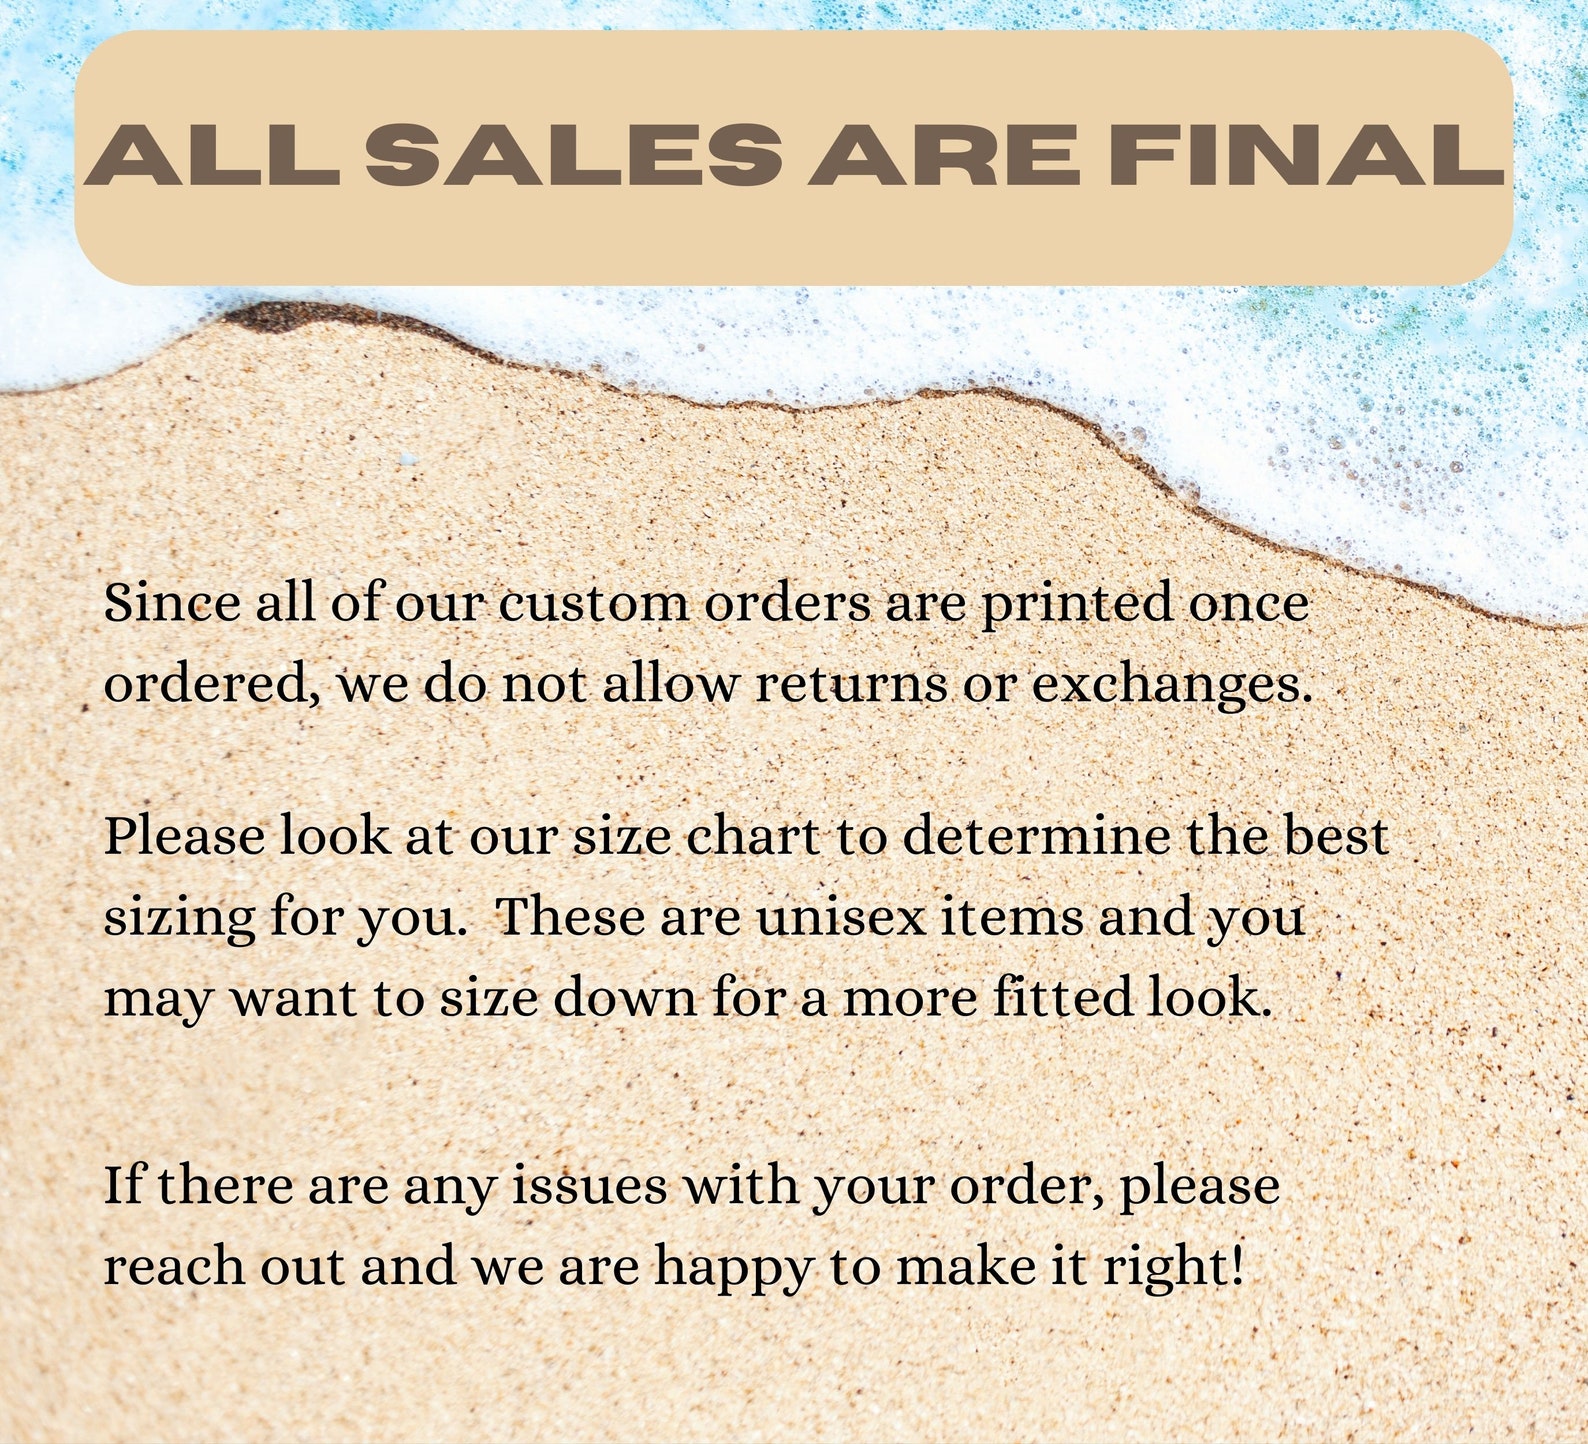 ALL SALES ARE FINAL
Since all of our custom orders are printed once
ordered, we do not allow returns or exchanges.
Please look at our size chart to determine the best
sizing for you.  These are unisex items and you
may want to size down for a more fitted look.
If there are any issues with your order, please
reach out and we are happy to make it right!